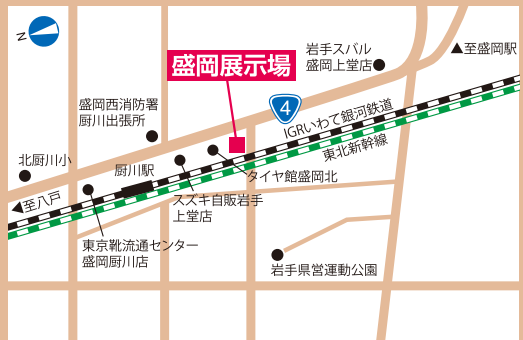 N
盛岡展示場
岩手スバル
盛岡上堂店
▲至盛岡駅
盛岡西消防署
厨川出張所
4
IGRいわて銀河鉄道
東北新幹線
北厨川小
厨川駅
タイヤ館盛岡北
◀至八戸
スズキ自販岩手
上堂店
東京靴流通センター
盛岡厨川店
岩手県営運動公園